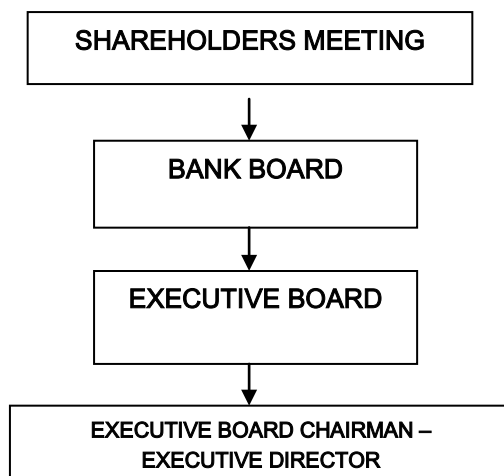 SHAREHOLDERS MEETING
BANK BOARD
EXECUTIVE BOARD
EXECUTIVE BOARD CHAIRMAN –
EXECUTIVE DIRECTOR